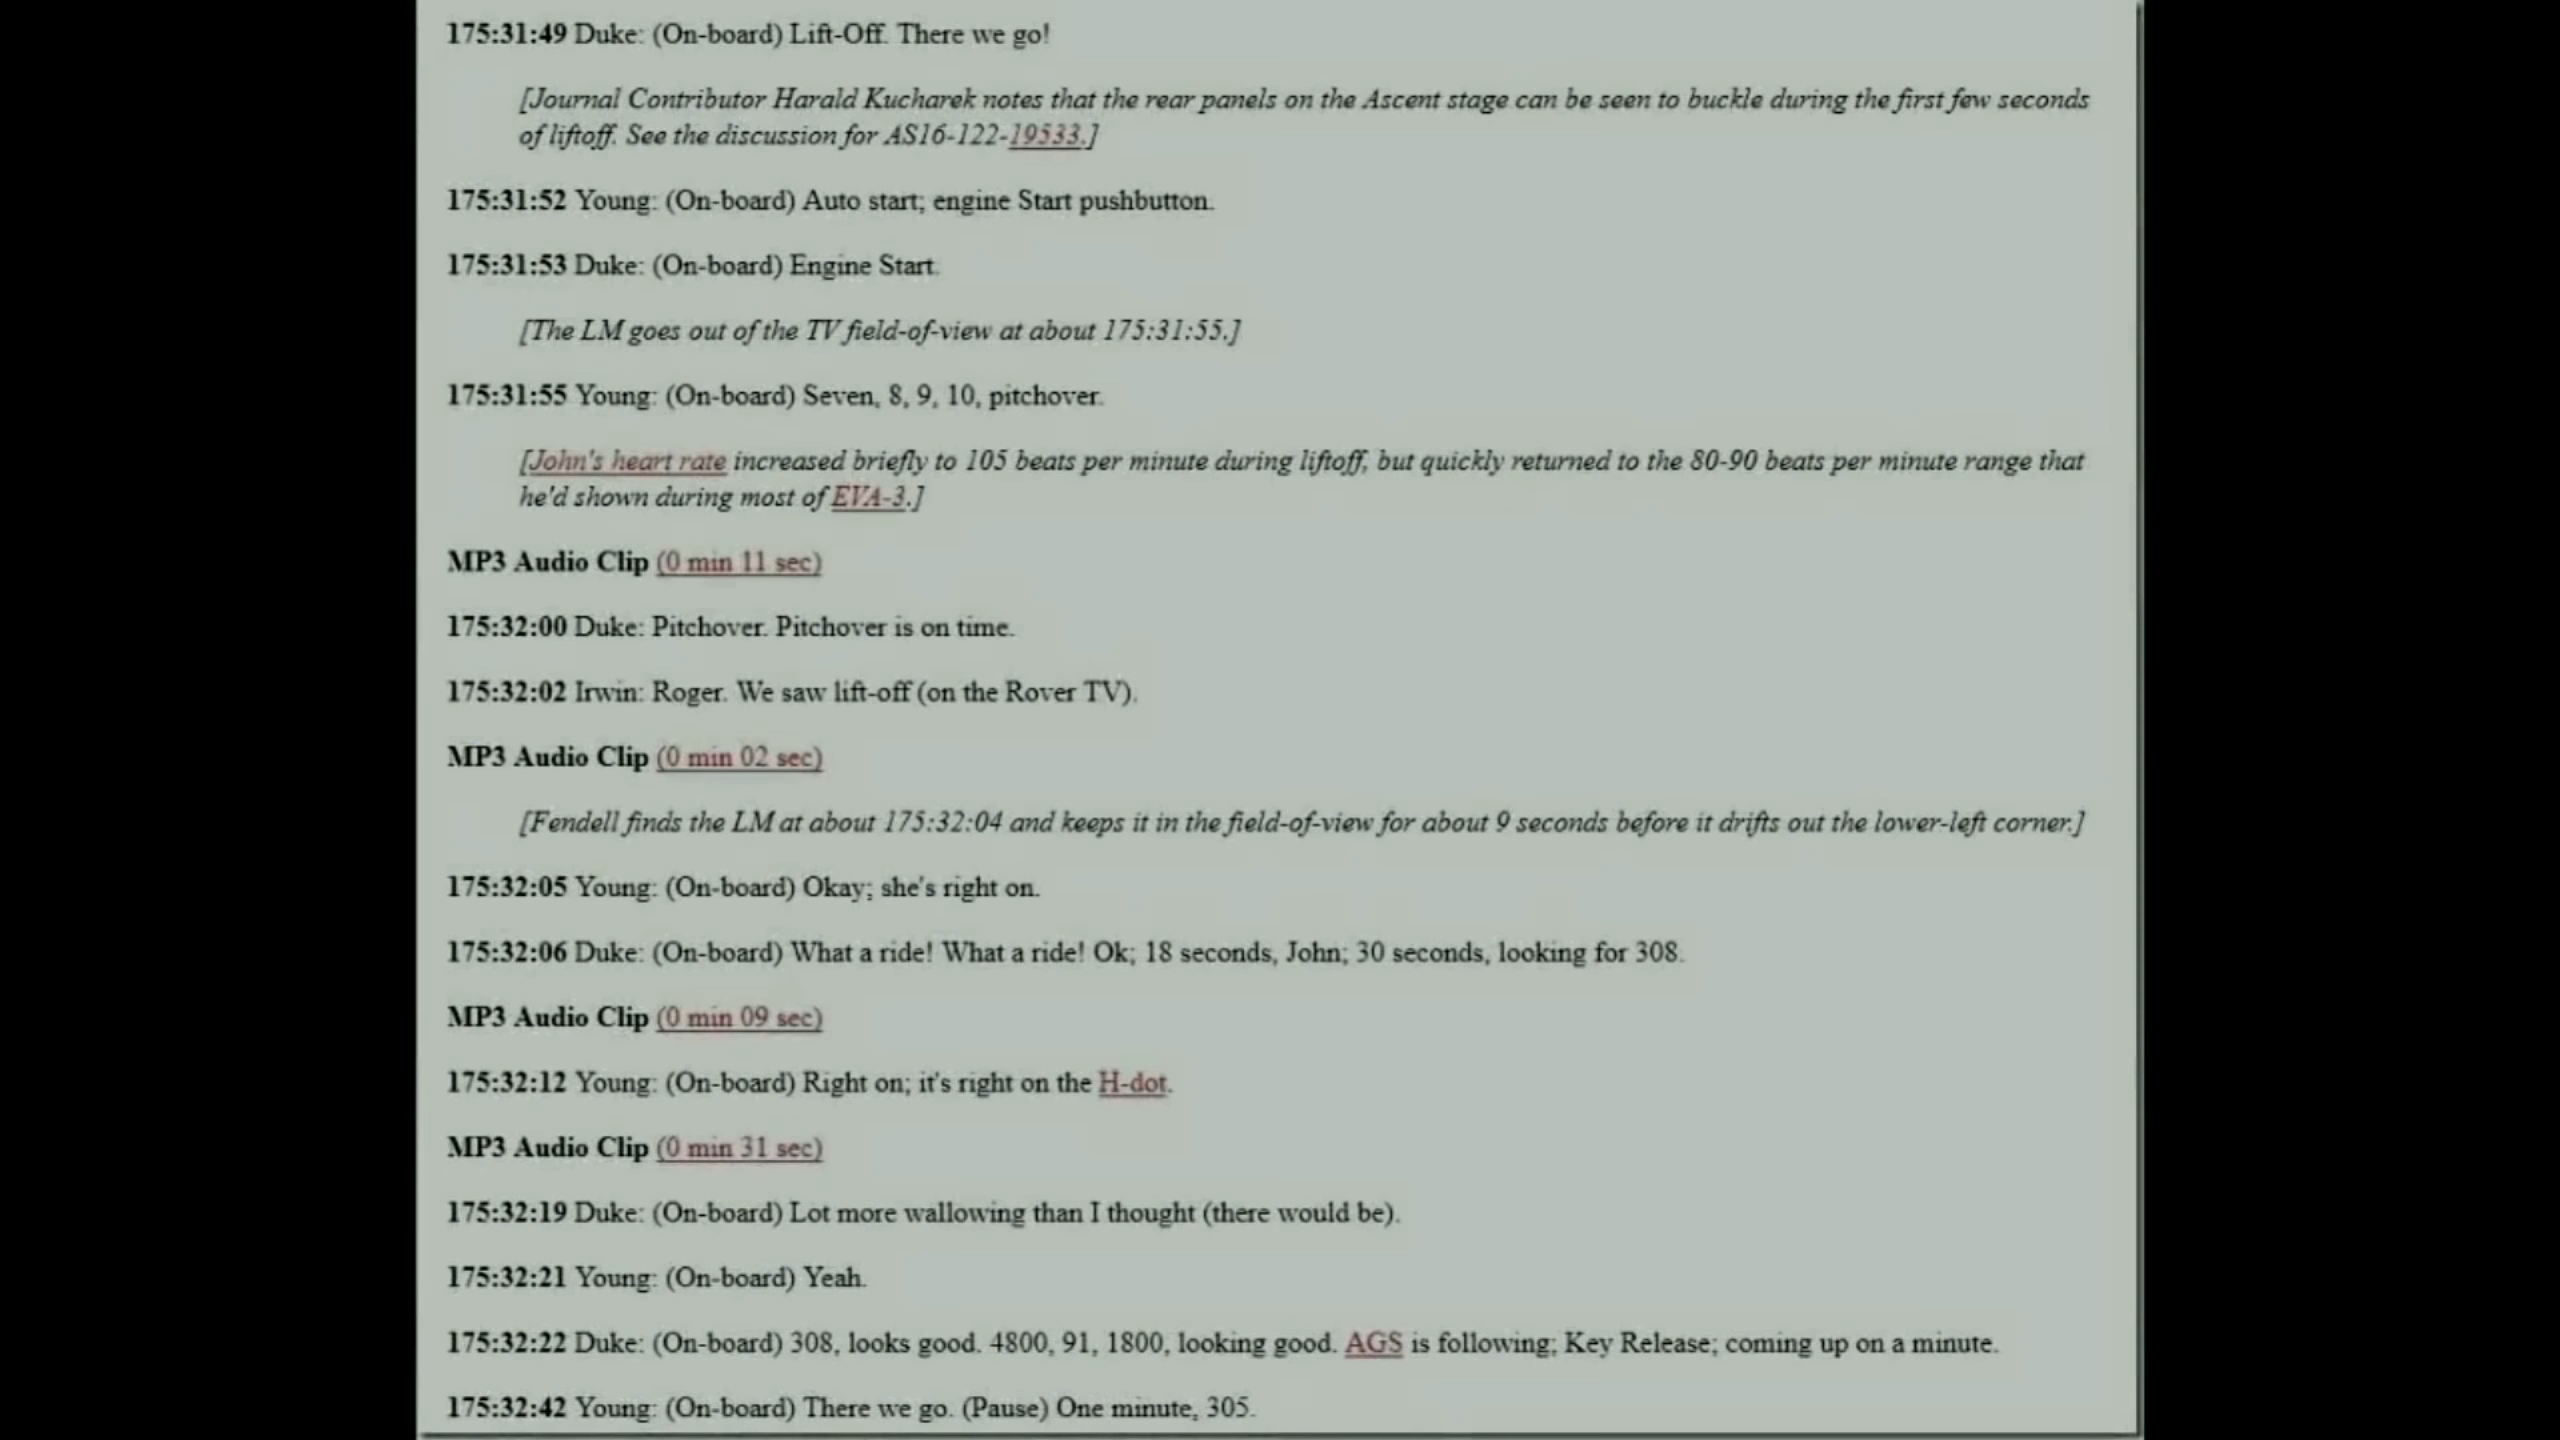 175:31:49 Duke: (On-board) Lift-Off. There we go!
[Journal Contributor Harald Kucharek notes that the rear panels on the Ascent stage can be seen to buckle during the first few seconds
of liftoff. See the discussion for AS16-122-19533.]
175:31:52 Young: (On-board) Auto start; engine Start pushbutton.
175:31:53 Duke: (On-board) Engine Start.
[The LM goes out of the TV field-of-view at about 175:31:55.]
175:31:55 Young: (On-board) Seven, 8, 9, 10, pitchover.
[John's heart rate increased briefly to 105 beats per minute during liftoff, but quickly returned to the 80-90 beats per minute range that
he'd shown during most of EVA-3.]
MP3 Audio Clip (0 min 11 sec)
175:32:00 Duke: Pitchover. Pitchover is on time.
175:32:02 Irwin: Roger. We saw lift-off (on the Rover TV).
MP3 Audio Clip (0 min 02 sec)
[Fendell finds the LM at about 175:32:04 and keeps it in the field-of-view for about 9 seconds before it drifts out the lower-left corner.]
175:32:05 Young: (On-board) Okay; she's right on.
175:32:06 Duke: (On-board) What a ride! What a ride! Ok; 18 seconds, John; 30 seconds, looking for 308.
MP3 Audio Clip (0 min 09 sec)
175:32:12 Young: (On-board) Right on; it's right on the H-dot.
MP3 Audio Clip (0 min 31 sec)
175:32:19 Duke: (On-board) Lot more wallowing than I thought (there would be).
175:32:21 Young: (On-board) Yeah.
175:32:22 Duke: (On-board) 308, looks good. 4800, 91, 1800, looking good. AGS is following; Key Release; coming up on a minute.
175:32:42 Young: (On-board) There we go. (Pause) One minute, 305.